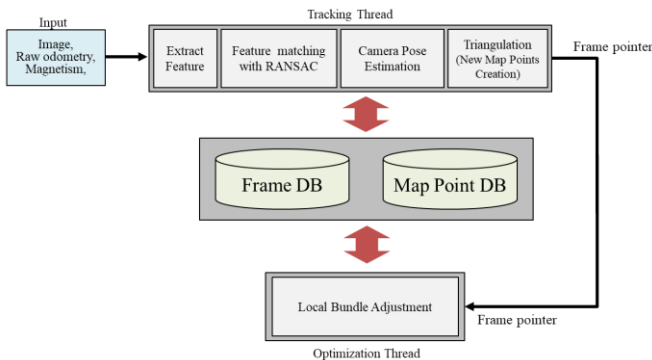 Input
Image,
Raw odometry,
Magnetism,
Tracking Thread
Extract
Feature
Feature matching
with RANSAC
Camera Pose
Estimation
Triangulation
(New Map Points
Creation)
Frame pointer
Frame DB
Map Point DB
Local Bundle Adjustment
Frame pointer
Optimization Thread